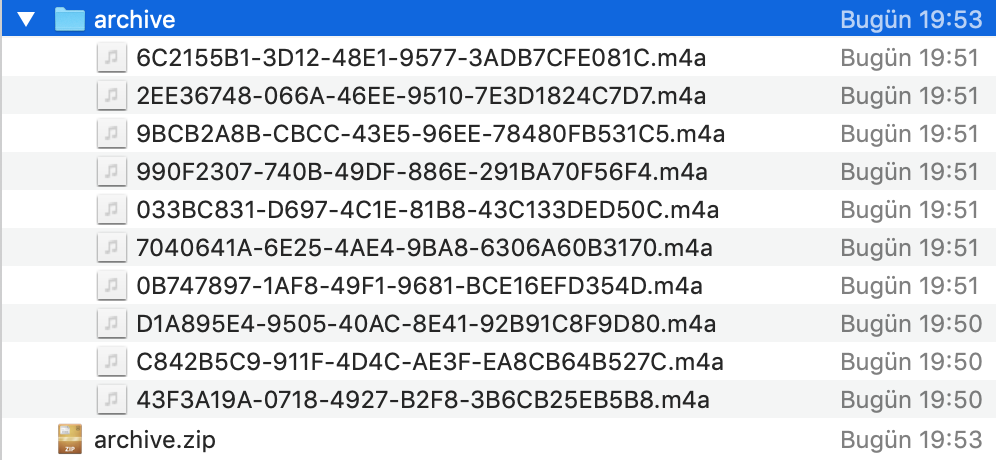 archive Bugün 19:53
6C2155B1-3D12-48E1-9577-3ADB7CFE081C.m4a Bugün 19:51
2EE36748-066A-46EE-9510-7E3D1824C7D7.m4a Bugün 19:51
9BCB2A8B-CBCC-43E5-96EE-78480FB531C5.m4a Bugün 19:51
990F2307-740B-49DF-886E-291BA70F56F4.m4a Bugün 19:51
033BC831-D697-4C1E-81B8-43C133DED50C.m4a Bugün 19:51
7040641A-6E25-4AE4-9BA8-6306A60B3170.m4a Bugün 19:51
0B747897-1AF8-49F1-9681-BCE16EFD354D.m4a Bugün 19:51
D1A895E4-9505-40AC-8E41-92B91C8F9D80.m4a Bugün 19:50
C842B5C9-911F-4D4C-AE3F-EA8CB64B527C.m4a Bugün 19:50
43F3A19A-0718-4927-B2F8-3B6CB25EB5B8.m4a Bugün 19:50
ZIP archive.zip Bugün 19:53